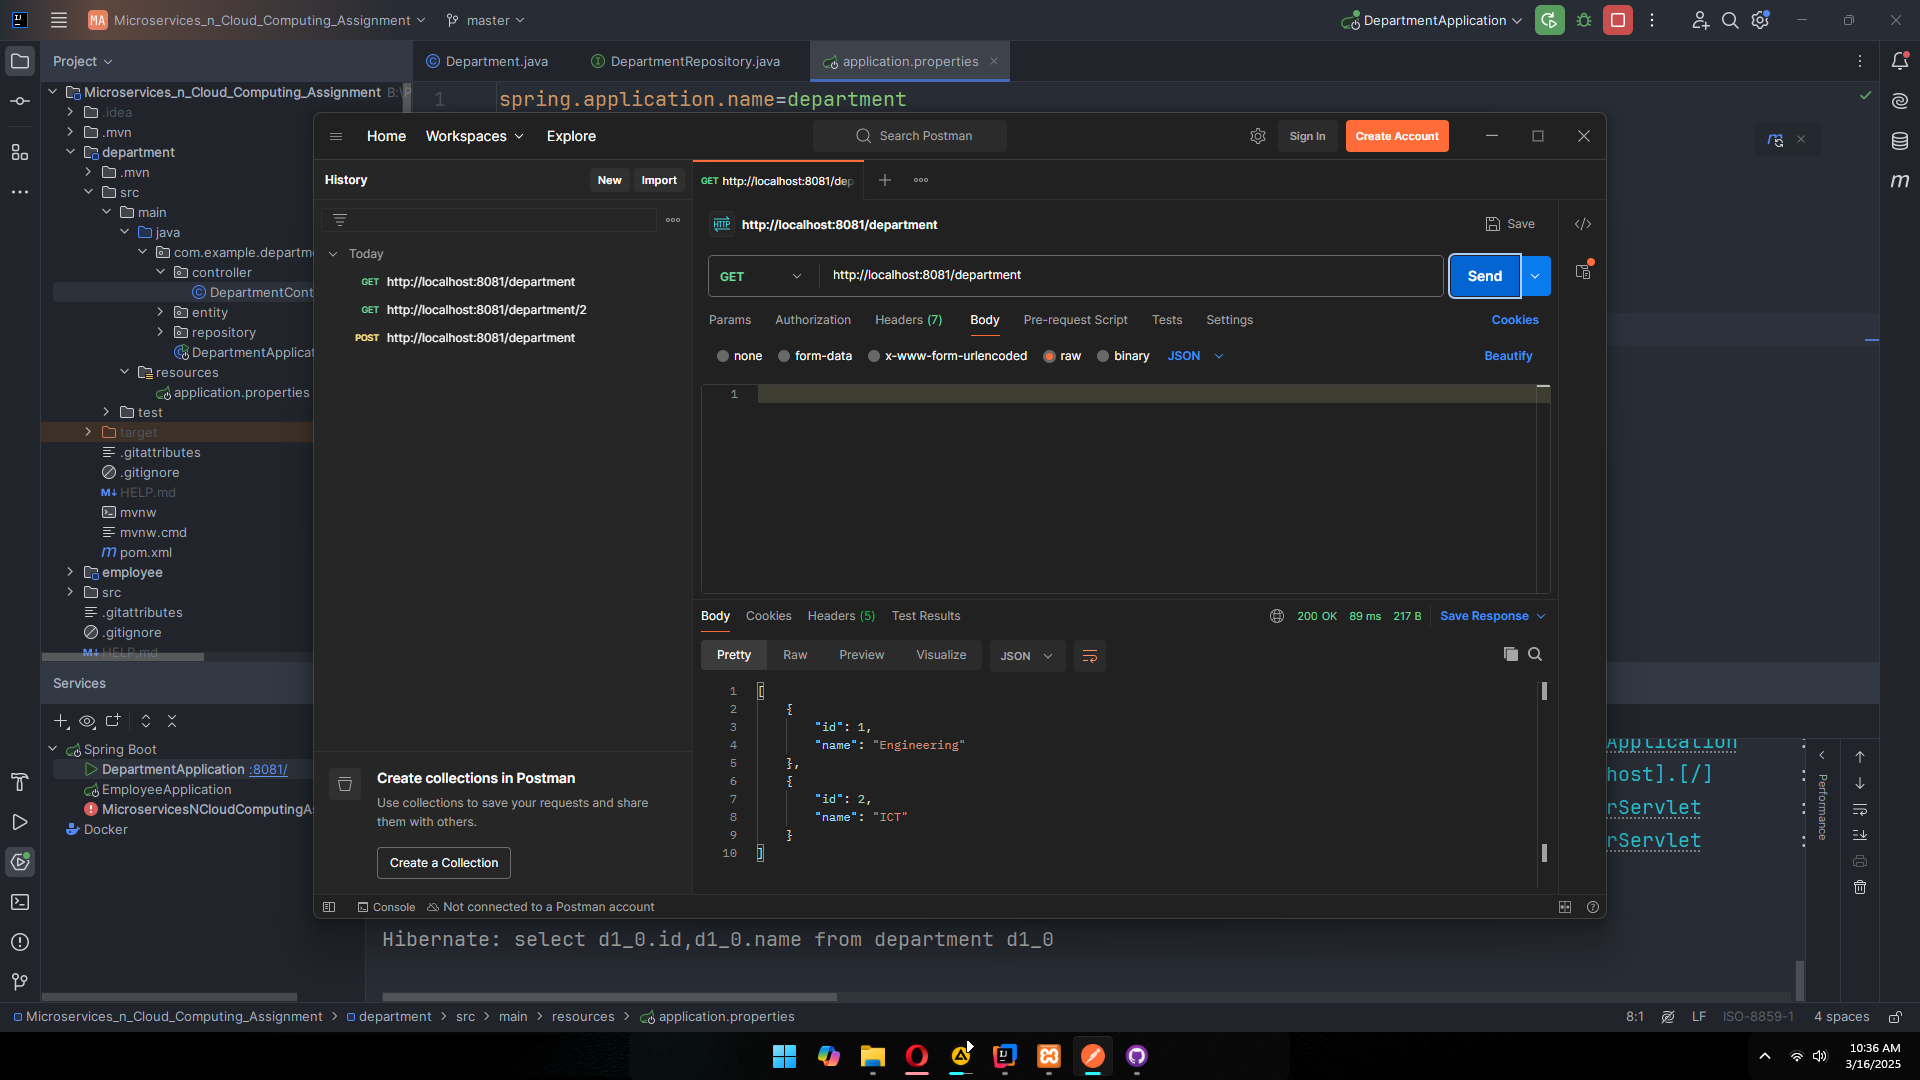 MA Microservices_n_Cloud_Computing_Assignment
master
DepartmentApplication
Project
Department.java
DepartmentRepository.java
application.properties
Microservices_n_Cloud_Computing_Assignment
1
spring.application.name=department
.idea
.mvn
department
.mvn
src
main
java
com.example.departm
controller
DepartmentCont
entity
repository
DepartmentApplicat
resources
application.properties
test
target
.gitattributes
.gitignore
HELP.md
mvnw
mvnw.cmd
pom.xml
employee
src
.gitattributes
.gitignore
HELP.md
Home
Workspaces
Explore
Search Postman
Sign In
Create Account
History
New
Import
GET http://localhost:8081/dep
HTTP http://localhost:8081/department
Save
Today
GET http://localhost:8081/department
GET http://localhost:8081/department/2
POST http://localhost:8081/department
GET
http://localhost:8081/department
Send
Params
Authorization
Headers (7)
Body
Pre-request Script
Tests
Settings
Cookies
none
form-data
x-www-form-urlencoded
raw
binary
JSON
Beautify
1
Body
Cookies
Headers (5)
Test Results
200 OK
89 ms
217 B
Save Response
Pretty
Raw
Preview
Visualize
JSON
1 [
2 {
3 "id": 1,
4 "name": "Engineering"
5 },
6 {
7 "id": 2,
8 "name": "ICT"
9 }
10 ]
Create collections in Postman
Use collections to save your requests and share
them with others.
Create a Collection
Console
Not connected to a Postman account
Services
Spring Boot
DepartmentApplication :8081/
EmployeeApplication
MicroservicesNCloudComputingA
Docker
Application :
host].[/] :
rServlet :
rServlet :
Performance
Hibernate: select d1_0.id,d1_0.name from department d1_0
Microservices_n_Cloud_Computing_Assignment > department > src > main > resources > application.properties
8:1
LF
ISO-8859-1
4 spaces
10:36 AM
3/16/2025